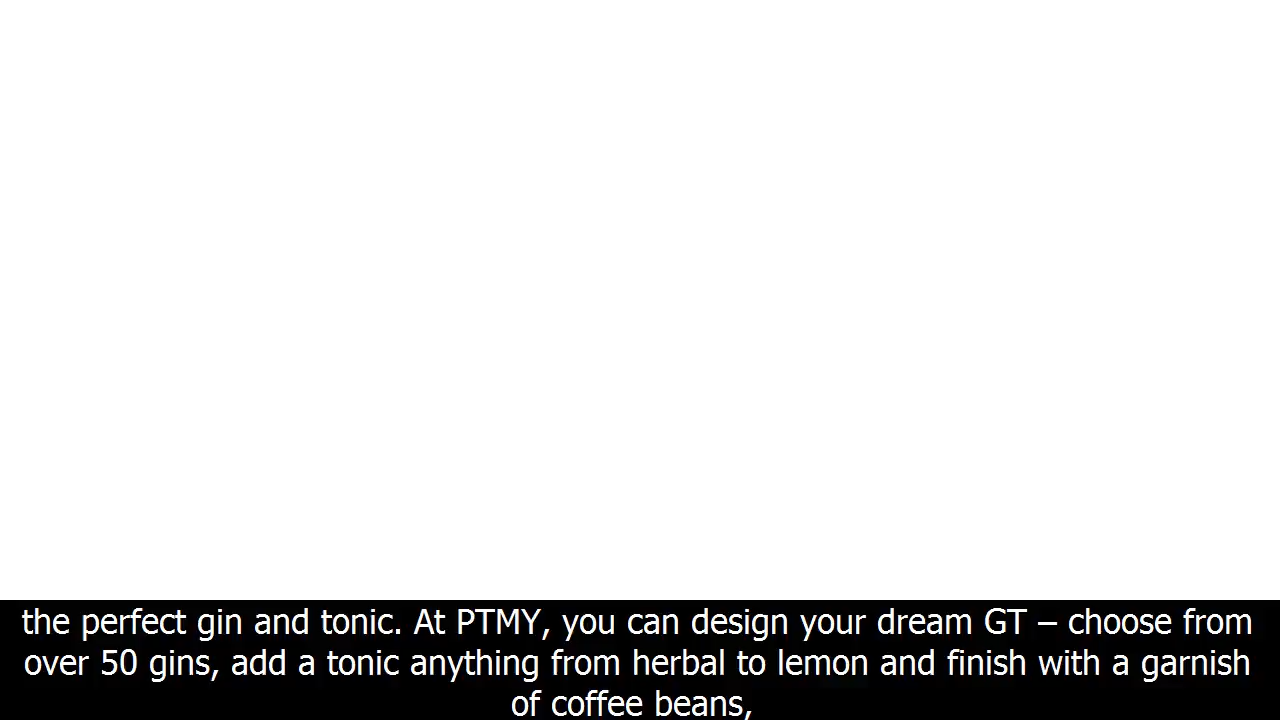 the perfect gin and tonic. At PTMY, you can design your dream GT – choose from
over 50 gins, add a tonic anything from herbal to lemon and finish with a garnish
of coffee beans,